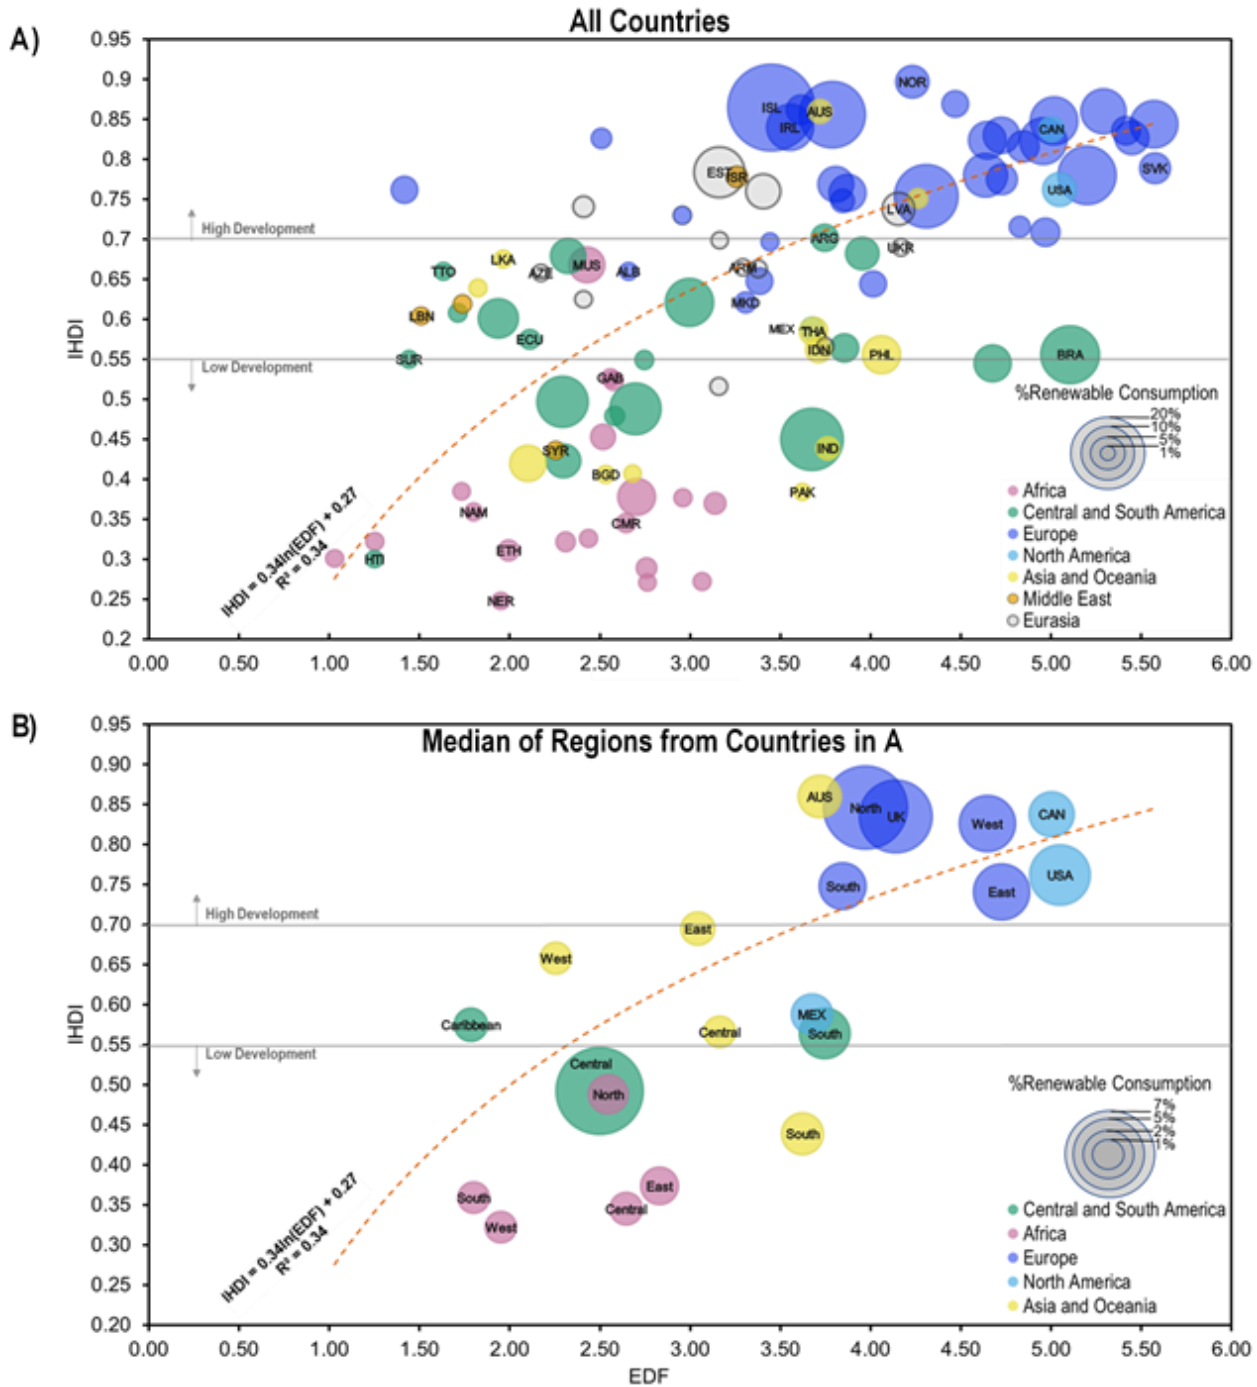 A)
All Countries
0.95
0.9
0.85
0.8
0.75
0.7
0.65
0.6
0.55
0.5
0.45
0.4
0.35
0.3
0.25
0.2
IHDI
NOR
ISL
AUS
IRL
CAN
EST
ISR
SVK
USA
LVA
High Development
ARG
UKR
LKA
MUS
TTO
AZE
ALB
ARM
MKD
LBN
MEX
THA
ECU
IDN
SUR
PHL
BRA
Low Development
GAB
%Renewable Consumption
20%
10%
5%
1%
SYR
IND
BGD
PAK
NAM
CMR
ETH
HTI
NER
Africa
Central and South America
Europe
North America
Asia and Oceania
Middle East
Eurasia
IHDI = 0.34ln(EDF) + 0.27
R² = 0.34
0.00 0.50 1.00 1.50 2.00 2.50 3.00 3.50 4.00 4.50 5.00 5.50 6.00
B)
Median of Regions from Countries in A
0.95
0.90
0.85
0.80
0.75
0.70
0.65
0.60
0.55
0.50
0.45
0.40
0.35
0.30
0.25
0.20
IHDI
AUS
North
UK
West
CAN
USA
South
East
High Development
East
West
Caribbean
MEX
South
Central
Low Development
Central
North
South
%Renewable Consumption
7%
5%
2%
1%
South
East
Central
West
Central and South America
Africa
Europe
North America
Asia and Oceania
IHDI = 0.34ln(EDF) + 0.27
R² = 0.34
0.00 0.50 1.00 1.50 2.00 2.50 3.00 3.50 4.00 4.50 5.00 5.50 6.00
EDF